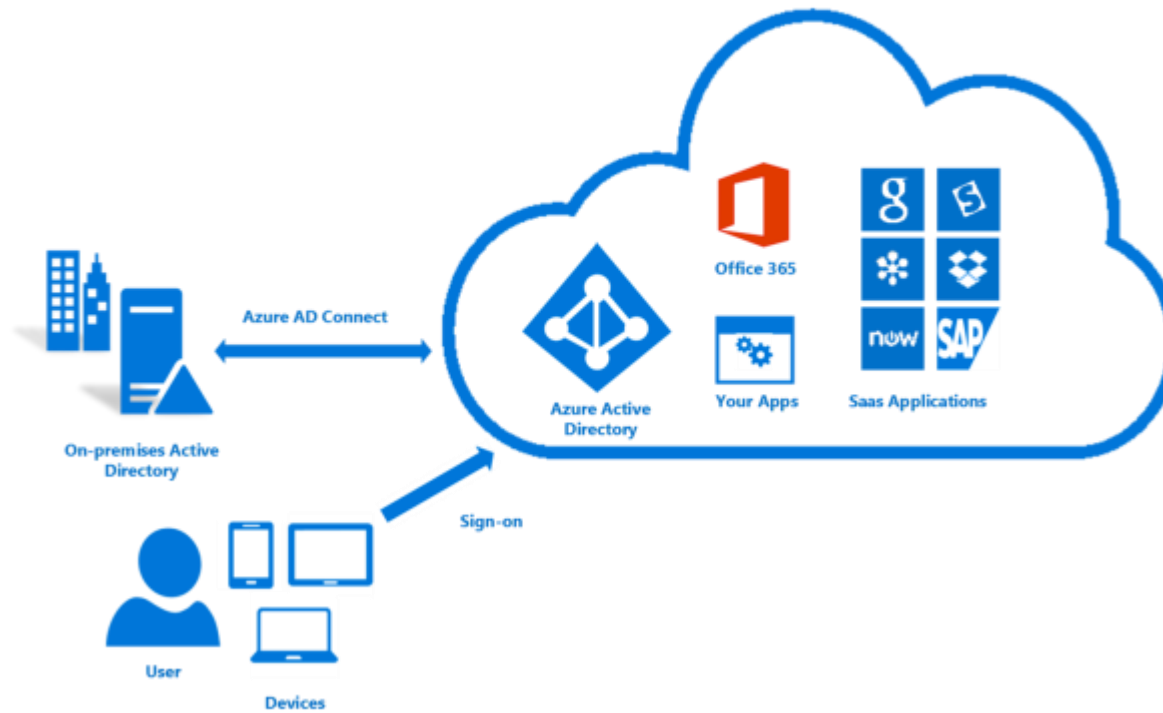 Office 365
g
S
Azure AD Connect
now
SAP
Azure Active
Directory
Your Apps
Saas Applications
On-premises Active
Directory
Sign-on
User
Devices